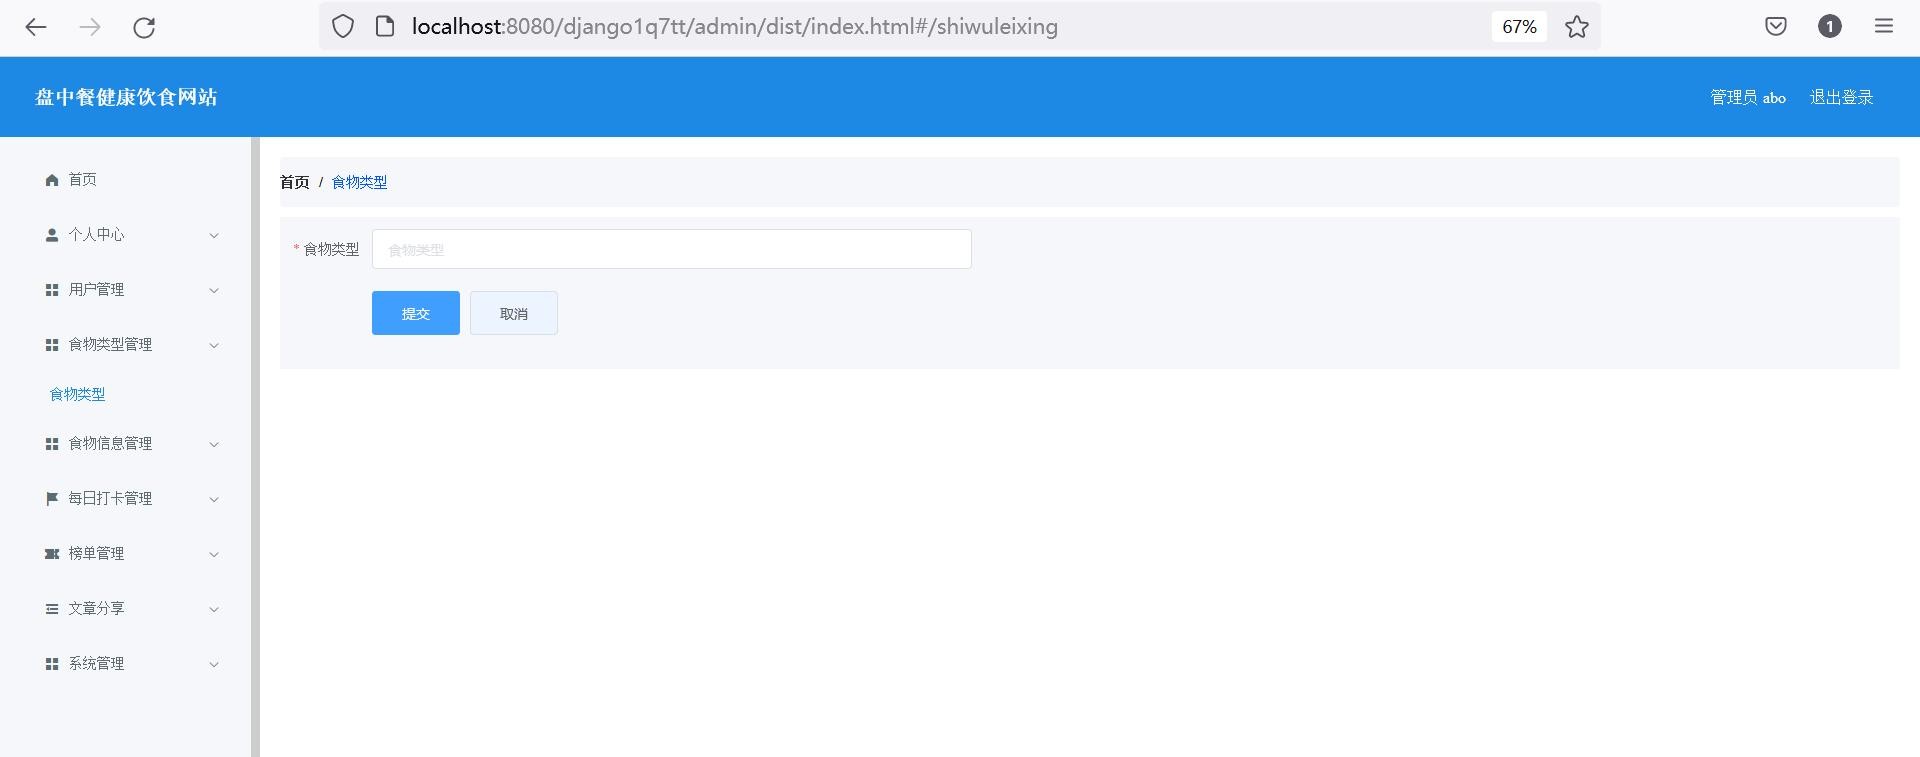 localhost:8080/django1q7tt/admin/dist/index.html#/shiwuleixing 67% 1
盘中餐健康饮食网站 管理员 abo 退出登录
首页
个人中心
用户管理
食物类型管理
食物类型
食物信息管理
每日打卡管理
榜单管理
文章分享
系统管理
首页 / 食物类型
* 食物类型 食物类型
提交 取消